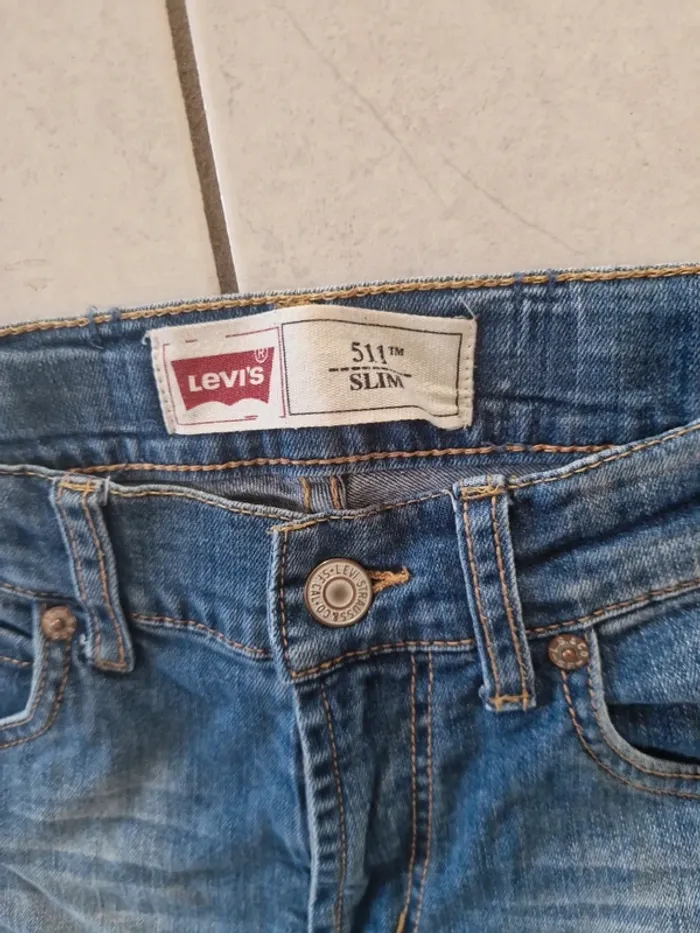 LEVI'S®
511™
SLIM
LEVI STRAUSS & CO · S.F. CAL ·